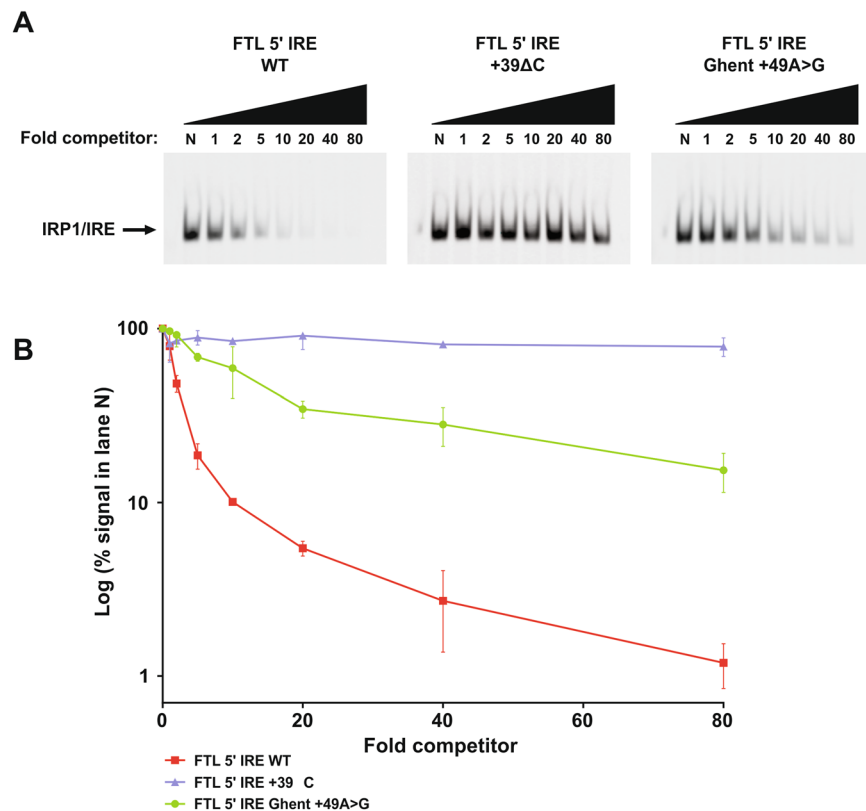 A
FTL 5' IRE
WT
FTL 5' IRE
+39ΔC
FTL 5' IRE
Ghent +49A>G
Fold competitor: N 1 2 5 10 20 40 80
N 1 2 5 10 20 40 80
N 1 2 5 10 20 40 80
IRP1/IRE
B
Log (% signal in lane N)
100
10
1
0 20 40 60 80
Fold competitor
FTL 5' IRE WT
FTL 5' IRE +39 C
FTL 5' IRE Ghent +49A>G